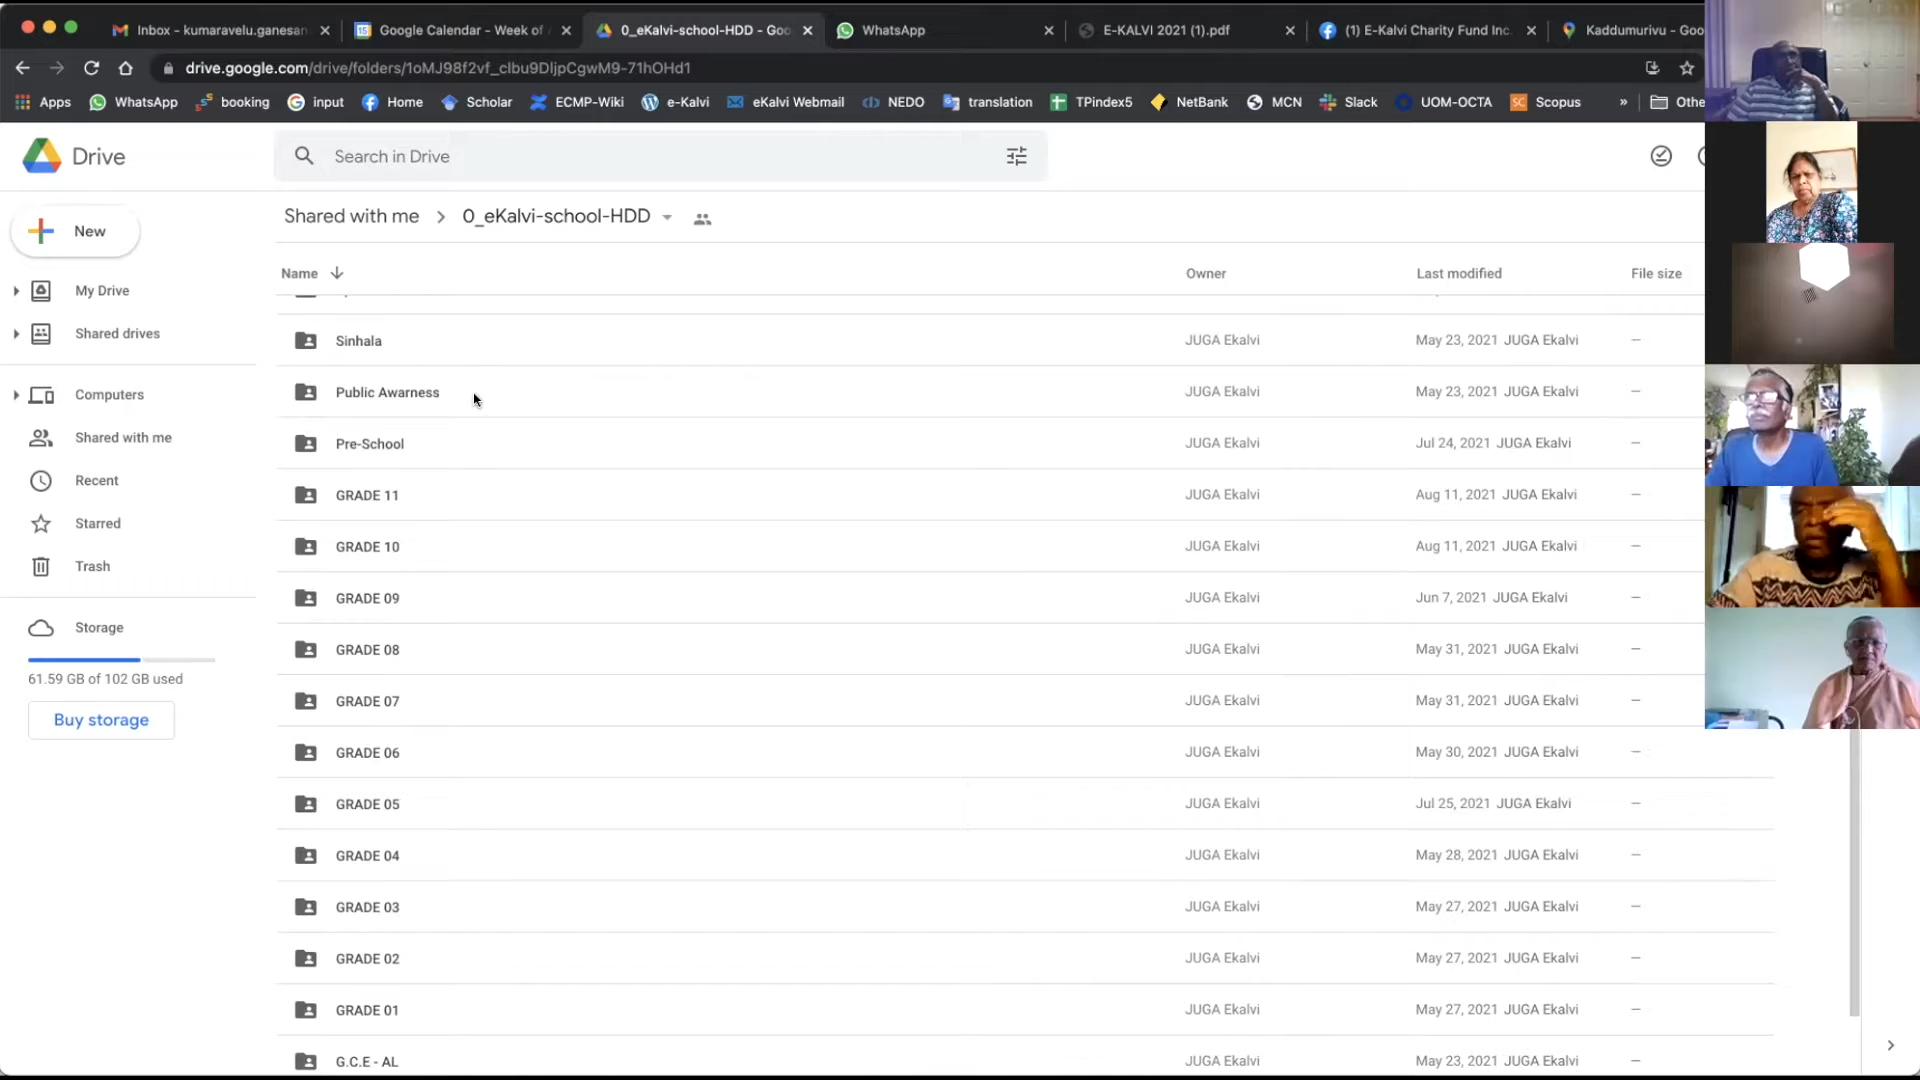 Inbox - kumaravelu.ganesan
Google Calendar - Week of
0_eKalvi-school-HDD - Goo
WhatsApp
E-KALVI 2021 (1).pdf
(1) E-Kalvi Charity Fund Inc.
Kaddumurivu - Goo
drive.google.com/drive/folders/1oMJ98f2vf_clbu9DljpCgwM9-71hOHd1
Apps
WhatsApp
booking
input
Home
Scholar
ECMP-Wiki
e-Kalvi
eKalvi Webmail
NEDO
translation
TPindex5
NetBank
MCN
Slack
UOM-OCTA
SC Scopus
»
Othe
Drive
Search in Drive
New
Shared with me > 0_eKalvi-school-HDD
Name Owner Last modified File size
My Drive
Shared drives
Computers
Shared with me
Recent
Starred
Trash
Storage
61.59 GB of 102 GB used
Buy storage
Sinhala JUGA Ekalvi May 23, 2021 JUGA Ekalvi —
Public Awarness JUGA Ekalvi May 23, 2021 JUGA Ekalvi —
Pre-School JUGA Ekalvi Jul 24, 2021 JUGA Ekalvi —
GRADE 11 JUGA Ekalvi Aug 11, 2021 JUGA Ekalvi —
GRADE 10 JUGA Ekalvi Aug 11, 2021 JUGA Ekalvi —
GRADE 09 JUGA Ekalvi Jun 7, 2021 JUGA Ekalvi —
GRADE 08 JUGA Ekalvi May 31, 2021 JUGA Ekalvi —
GRADE 07 JUGA Ekalvi May 31, 2021 JUGA Ekalvi —
GRADE 06 JUGA Ekalvi May 30, 2021 JUGA Ekalvi —
GRADE 05 JUGA Ekalvi Jul 25, 2021 JUGA Ekalvi —
GRADE 04 JUGA Ekalvi May 28, 2021 JUGA Ekalvi —
GRADE 03 JUGA Ekalvi May 27, 2021 JUGA Ekalvi —
GRADE 02 JUGA Ekalvi May 27, 2021 JUGA Ekalvi —
GRADE 01 JUGA Ekalvi May 27, 2021 JUGA Ekalvi —
G.C.E - AL JUGA Ekalvi May 23, 2021 JUGA Ekalvi —